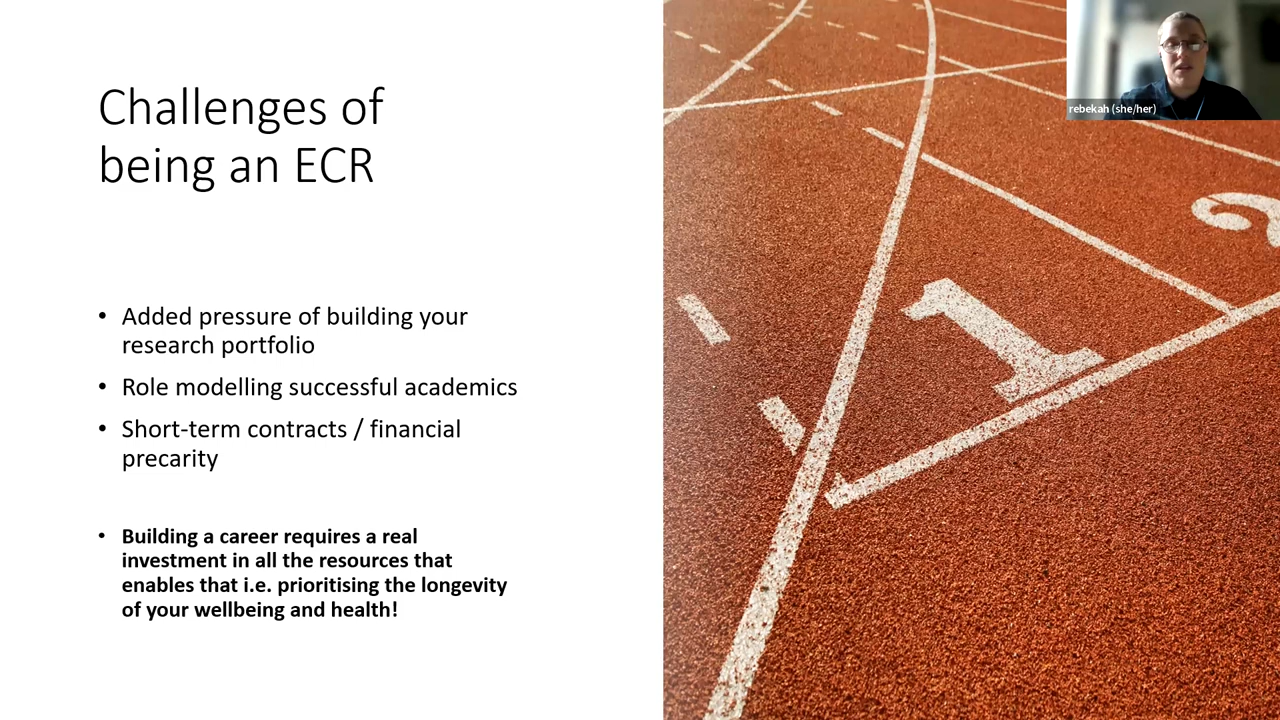 Challenges of
being an ECR
• Added pressure of building your
research portfolio
• Role modelling successful academics
• Short-term contracts / financial
precarity
• Building a career requires a real
investment in all the resources that
enables that i.e. prioritising the longevity
of your wellbeing and health!
rebekah (she/her)
1
2